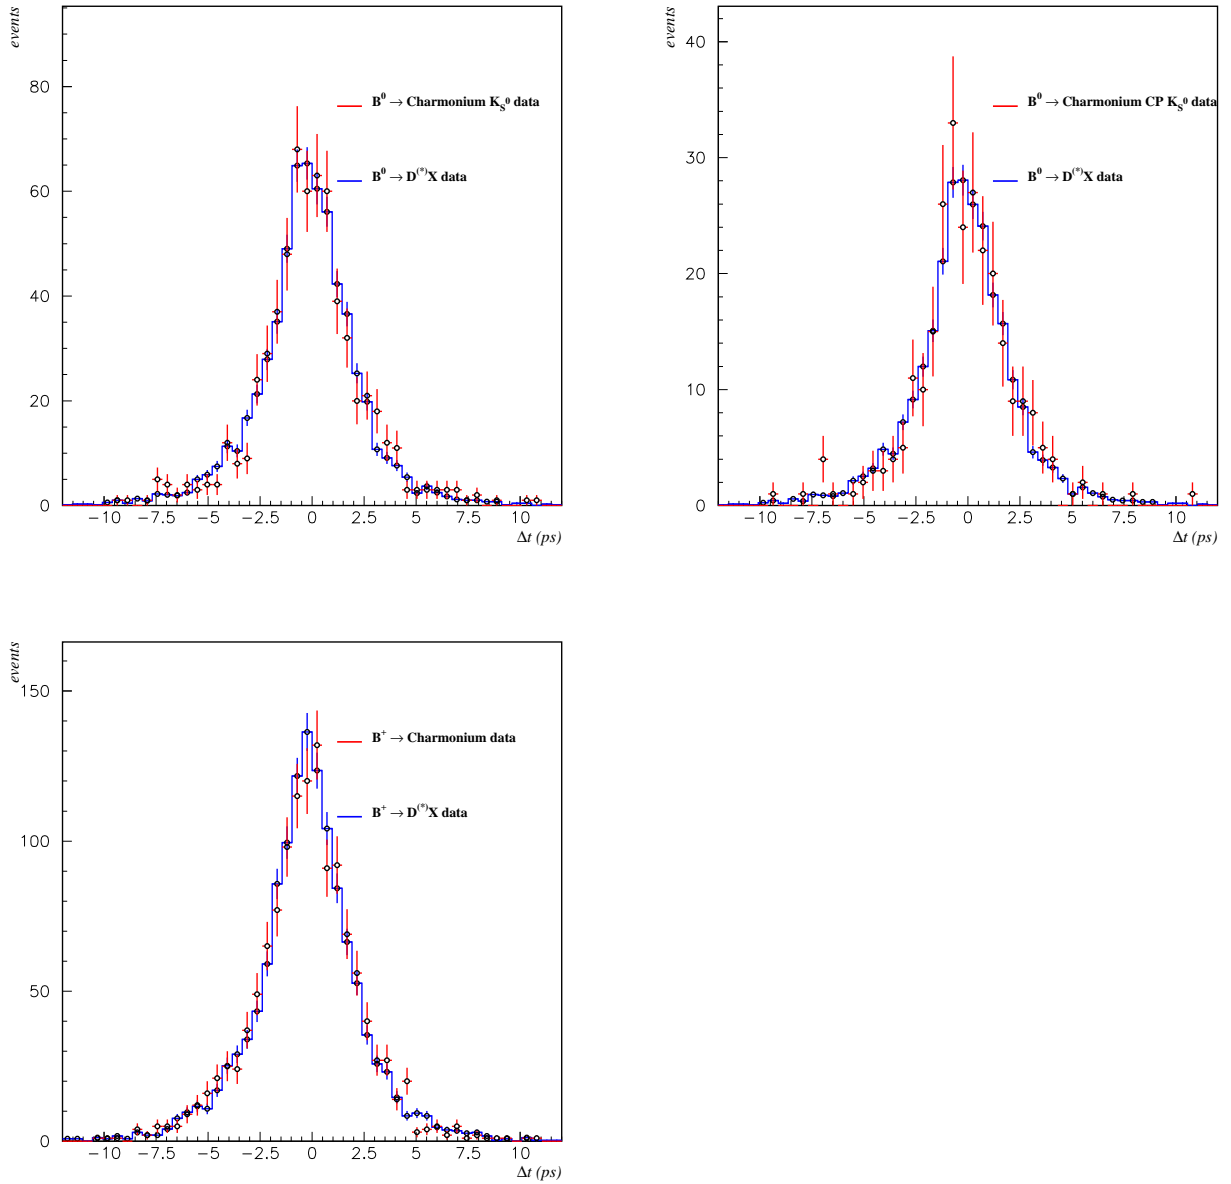 events
80
60
40
20
0
B⁰ → Charmonium K_S⁰ data
B⁰ → D⁽*⁾X data
−10 −7.5 −5 −2.5 0 2.5 5 7.5 10
Δt (ps)
events
40
30
20
10
0
B⁰ → Charmonium CP K_S⁰ data
B⁰ → D⁽*⁾X data
−10 −7.5 −5 −2.5 0 2.5 5 7.5 10
Δt (ps)
events
150
100
50
0
B⁺ → Charmonium data
B⁺ → D⁽*⁾X data
−10 −7.5 −5 −2.5 0 2.5 5 7.5 10
Δt (ps)